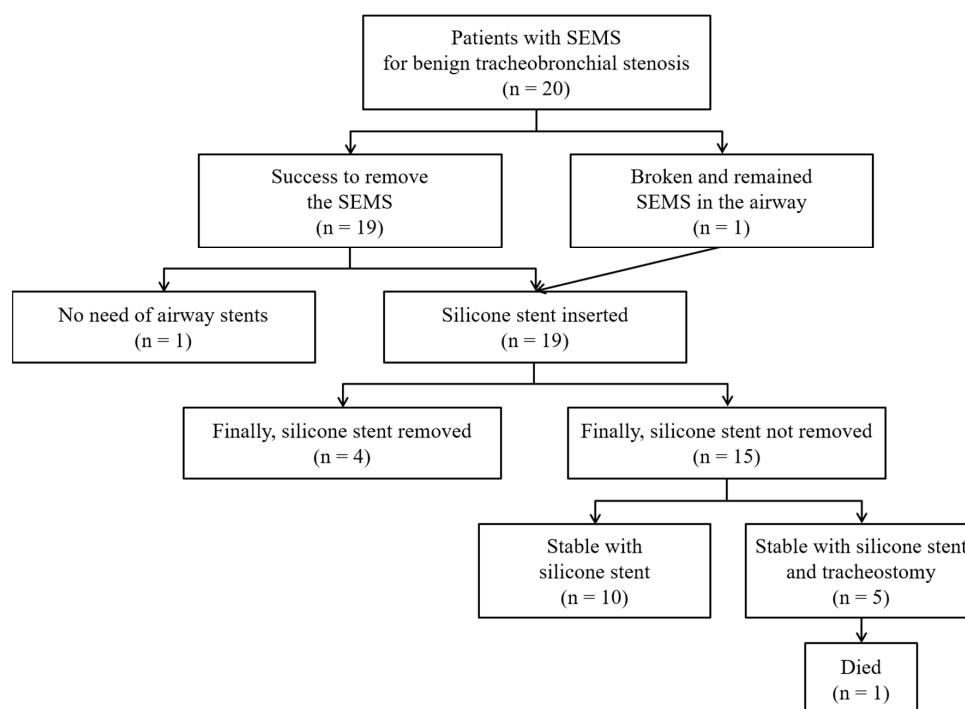 Patients with SEMS
for benign tracheobronchial stenosis
(n = 20)
Success to remove
the SEMS
(n = 19)
Broken and remained
SEMS in the airway
(n = 1)
No need of airway stents
(n = 1)
Silicone stent inserted
(n = 19)
Finally, silicone stent removed
(n = 4)
Finally, silicone stent not removed
(n = 15)
Stable with
silicone stent
(n = 10)
Stable with silicone stent
and tracheostomy
(n = 5)
Died
(n = 1)